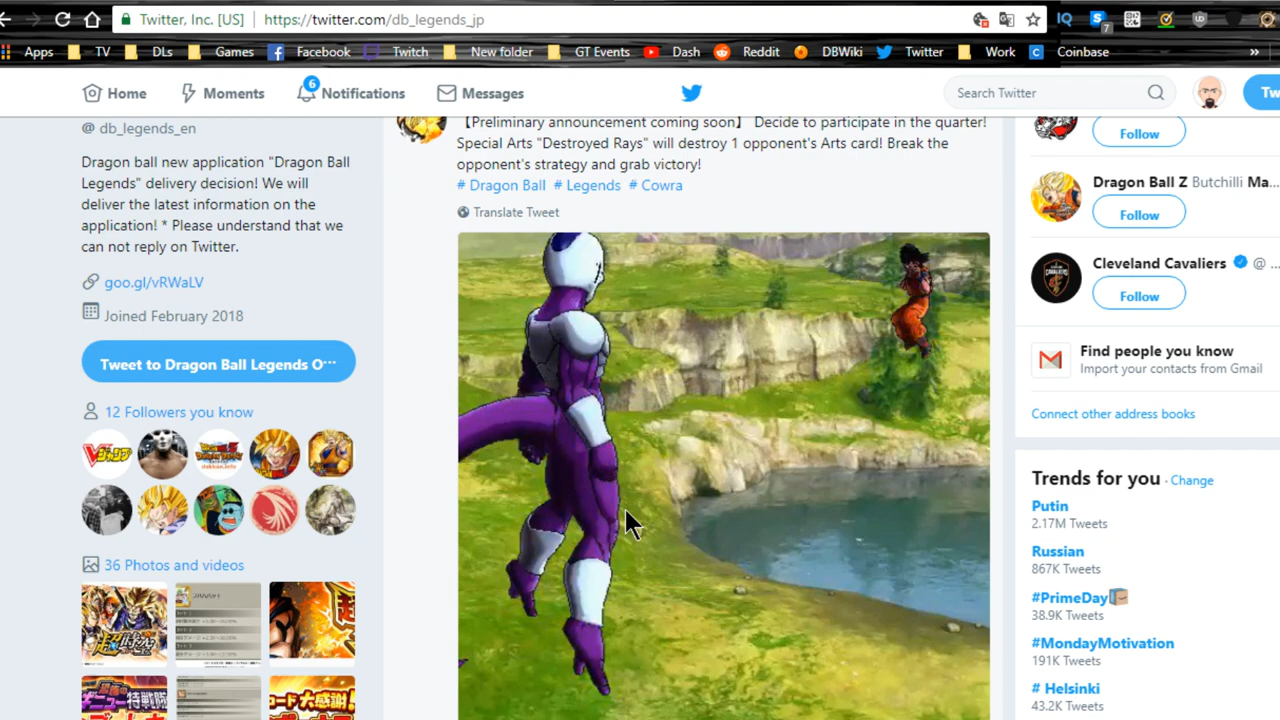 Twitter, Inc. [US] https://twitter.com/db_legends_jp
Apps TV DLs Games Facebook Twitch New folder GT Events Dash Reddit DBWiki Twitter Work Coinbase »
Home Moments 6 Notifications Messages Search Twitter Tw
@ db_legends_en
Dragon ball new application "Dragon Ball
Legends" delivery decision! We will
deliver the latest information on the
application! * Please understand that we
can not reply on Twitter.
goo.gl/vRWaLV
Joined February 2018
Tweet to Dragon Ball Legends O···
12 Followers you know
36 Photos and videos
【Preliminary announcement coming soon】 Decide to participate in the quarter!
Special Arts "Destroyed Rays" will destroy 1 opponent's Arts card! Break the
opponent's strategy and grab victory!
# Dragon Ball # Legends # Cowra
Translate Tweet
Follow
Dragon Ball Z Butchilli Ma...
Follow
Cleveland Cavaliers @ ...
Follow
Find people you know
Import your contacts from Gmail
Connect other address books
Trends for you · Change
Putin
2.17M Tweets
Russian
867K Tweets
#PrimeDay
38.9K Tweets
#MondayMotivation
191K Tweets
# Helsinki
43.2K Tweets